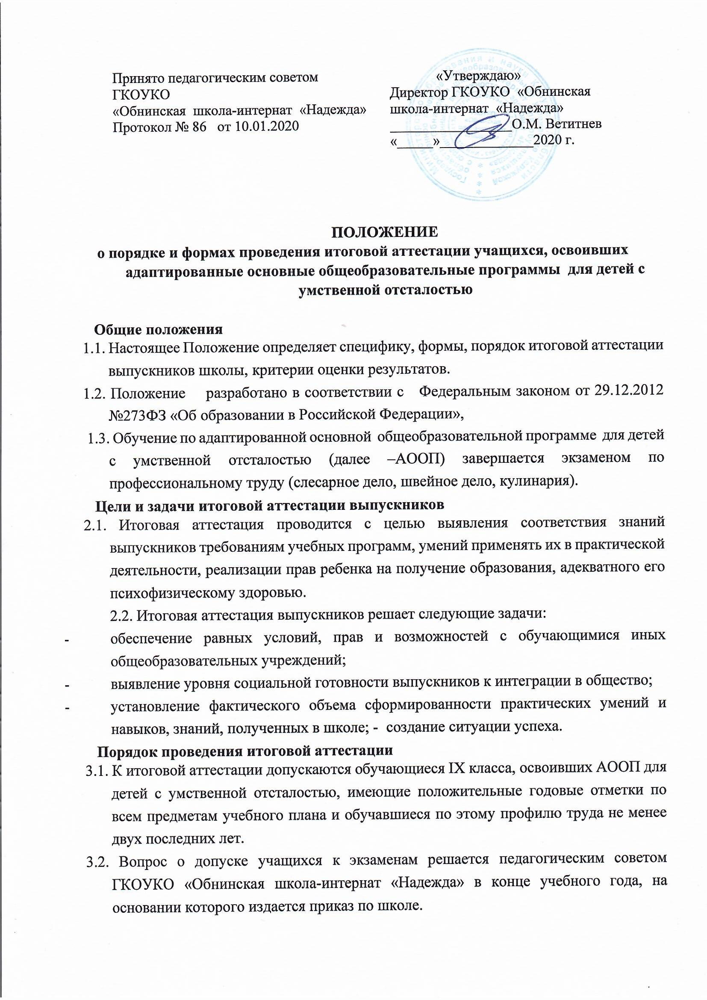 Принято педагогическим советом
ГКОУКО
«Обнинская школа-интернат «Надежда»
Протокол № 86 от 10.01.2020
«Утверждаю»
Директор ГКОУКО «Обнинская
школа-интернат «Надежда»
_________________О.М. Ветитнев
«_____»_____________2020 г.
ПОЛОЖЕНИЕ
о порядке и формах проведения итоговой аттестации учащихся, освоивших
адаптированные основные общеобразовательные программы для детей с
умственной отсталостью
Общие положения
1.1. Настоящее Положение определяет специфику, формы, порядок итоговой аттестации
выпускников школы, критерии оценки результатов.
1.2. Положение разработано в соответствии с Федеральным законом от 29.12.2012
№273ФЗ «Об образовании в Российской Федерации»,
1.3. Обучение по адаптированной основной общеобразовательной программе для детей
с умственной отсталостью (далее –АООП) завершается экзаменом по
профессиональному труду (слесарное дело, швейное дело, кулинария).
Цели и задачи итоговой аттестации выпускников
2.1. Итоговая аттестация проводится с целью выявления соответствия знаний
выпускников требованиям учебных программ, умений применять их в практической
деятельности, реализации прав ребенка на получение образования, адекватного его
психофизическому здоровью.
2.2. Итоговая аттестация выпускников решает следующие задачи:
- обеспечение равных условий, прав и возможностей с обучающимися иных
общеобразовательных учреждений;
- выявление уровня социальной готовности выпускников к интеграции в общество;
- установление фактического объема сформированности практических умений и
навыков, знаний, полученных в школе; - создание ситуации успеха.
Порядок проведения итоговой аттестации
3.1. К итоговой аттестации допускаются обучающиеся IX класса, освоивших АООП для
детей с умственной отсталостью, имеющие положительные годовые отметки по
всем предметам учебного плана и обучавшиеся по этому профилю труда не менее
двух последних лет.
3.2. Вопрос о допуске учащихся к экзаменам решается педагогическим советом
ГКОУКО «Обнинская школа-интернат «Надежда» в конце учебного года, на
основании которого издается приказ по школе.